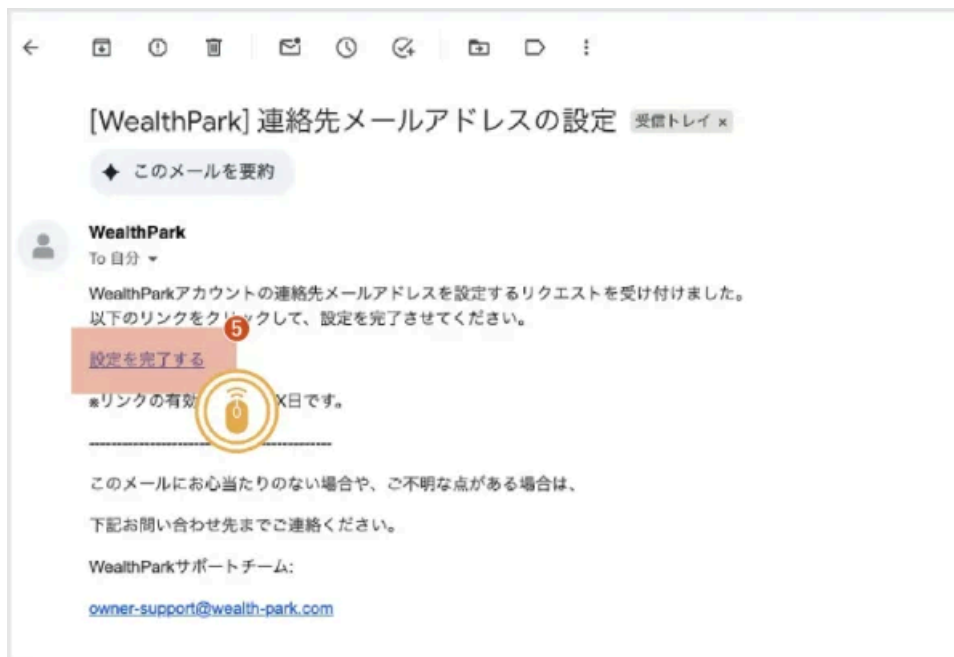 [WealthPark] 連絡先メールアドレスの設定 受信トレイ ×
このメールを要約
WealthPark
To 自分
WealthParkアカウントの連絡先メールアドレスを設定するリクエストを受け付けました。
以下のリンクをクリックして、設定を完了させてください。
5
設定を完了する
※リンクの有効 X日です。
このメールにお心当たりのない場合や、ご不明な点がある場合は、
下記お問い合わせ先までご連絡ください。
WealthParkサポートチーム:
owner-support@wealth-park.com